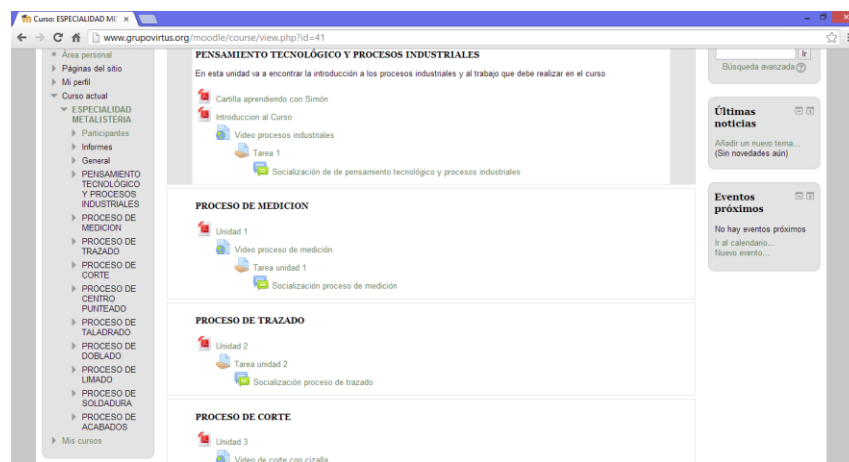 Curso: ESPECIALIDAD ME
www.grupovirtus.org/moodle/course/view.php?id=41
Área personal
Páginas del sitio
Mi perfil
Curso actual
ESPECIALIDAD
METALISTERIA
Participantes
Informes
General
PENSAMIENTO
TECNOLÓGICO
Y PROCESOS
INDUSTRIALES
PROCESO DE
MEDICION
PROCESO DE
TRAZADO
PROCESO DE
CORTE
PROCESO DE
CENTRO
PUNTEADO
PROCESO DE
TALADRADO
PROCESO DE
DOBLADO
PROCESO DE
LIMADO
PROCESO DE
SOLDADURA
PROCESO DE
ACABADOS
Mis cursos
PENSAMIENTO TECNOLÓGICO Y PROCESOS INDUSTRIALES
En esta unidad va a encontrar la introducción a los procesos industriales y al trabajo que debe realizar en el curso
Cartilla aprendiendo con Simón
Introduccion al Curso
Video procesos industriales
Tarea 1
Socialización de de pensamiento tecnológico y procesos industriales
PROCESO DE MEDICION
Unidad 1
Video proceso de medición
Tarea unidad 1
Socialización proceso de medición
PROCESO DE TRAZADO
Unidad 2
Tarea unidad 2
Socialización proceso de trazado
PROCESO DE CORTE
Unidad 3
Video de corte con cizalla
Ir
Búsqueda avanzada
Últimas
noticias
Añadir un nuevo tema...
(Sin novedades aún)
Eventos
próximos
No hay eventos próximos
Ir al calendario...
Nuevo evento...